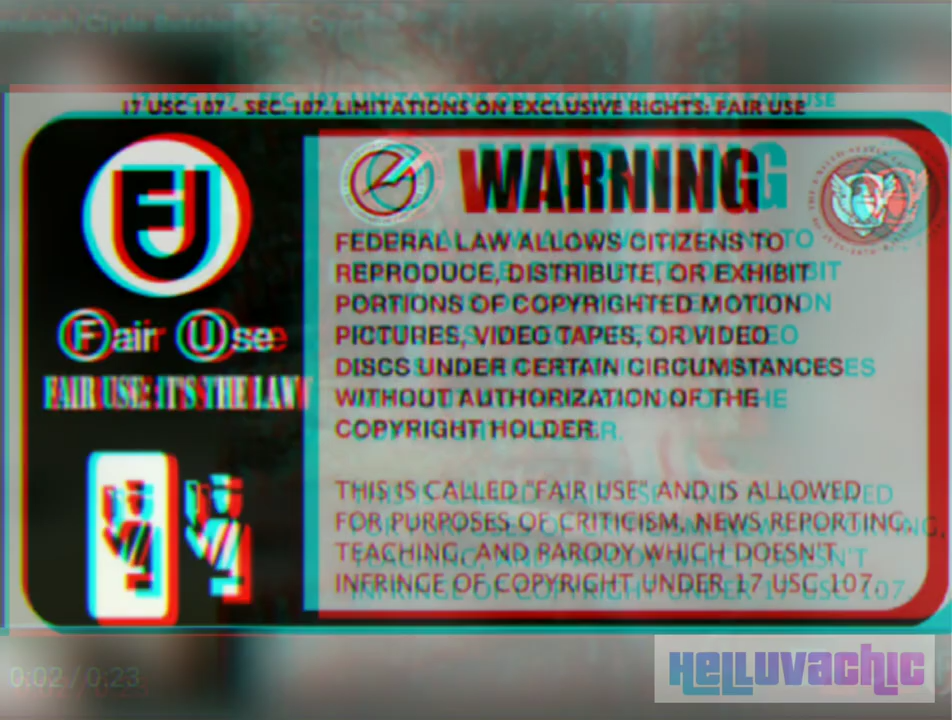 17 USC 107 - SEC. 107. LIMITATIONS ON EXCLUSIVE RIGHTS: FAIR USE
FU
Fair Use
FAIR USE: IT'S THE LAW!
WARNING
FEDERAL LAW ALLOWS CITIZENS TO
REPRODUCE, DISTRIBUTE, OR EXHIBIT
PORTIONS OF COPYRIGHTED MOTION
PICTURES, VIDEO TAPES, OR VIDEO
DISCS UNDER CERTAIN CIRCUMSTANCES
WITHOUT AUTHORIZATION OF THE
COPYRIGHT HOLDER.
THIS IS CALLED "FAIR USE" AND IS ALLOWED
FOR PURPOSES OF CRITICISM, NEWS REPORTING,
TEACHING, AND PARODY WHICH DOESN'T
INFRINGE OF COPYRIGHT UNDER 17 USC 107.
0:02 / 0:23
HELLUVACHIC